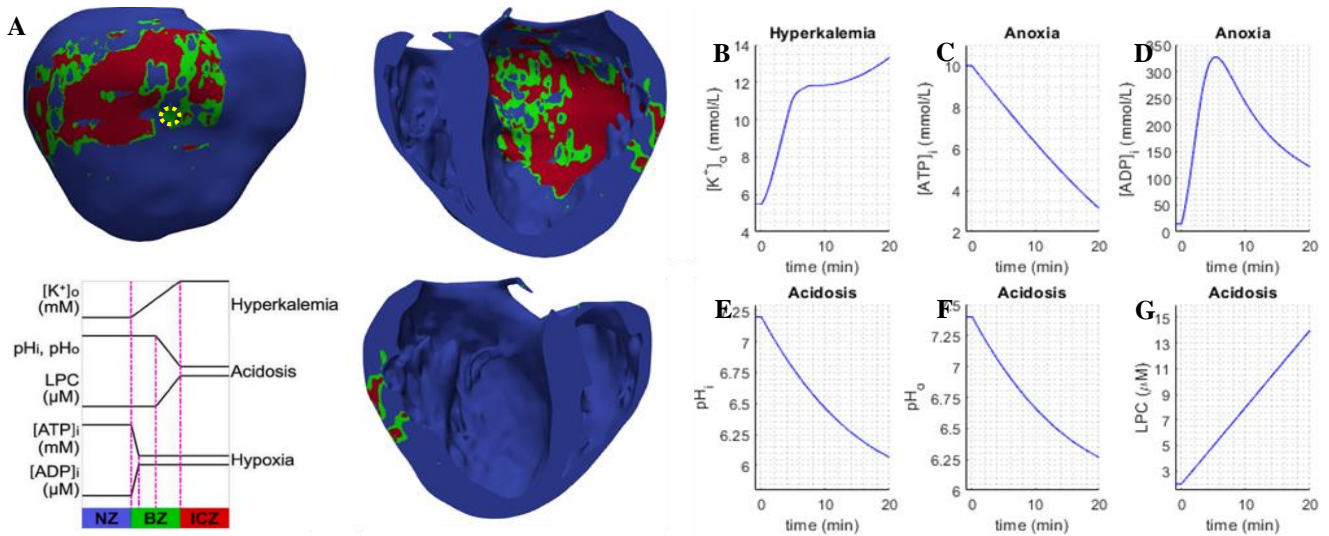 A
[K⁺]o
(mM)
Hyperkalemia
pHi, pHo
Acidosis
LPC
(µM)
[ATP]i
(mM)
Hypoxia
[ADP]i
(µM)
NZ BZ ICZ
B
Hyperkalemia
14
12
10
8
6
4
[K⁺]o (mmol/L)
0 10 20
time (min)
C
Anoxia
10
8
6
4
2
[ATP]i (mmol/L)
0 10 20
time (min)
D
Anoxia
350
300
250
200
150
100
50
0
[ADP]i (mmol/L)
0 10 20
time (min)
E
Acidosis
7.25
7
6.75
6.5
6.25
6
pHi
0 10 20
time (min)
F
Acidosis
7.5
7.25
7
6.75
6.5
6.25
6
pHo
0 10 20
time (min)
G
Acidosis
15
13
11
9
7
5
3
LPC (µM)
0 10 20
time (min)